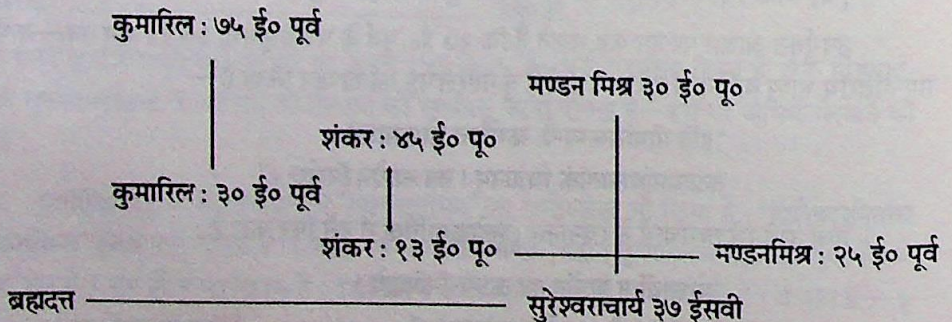 कुमारिल : ७५ ई० पूर्व
मण्डन मिश्र ३० ई० पू०
शंकर : ४५ ई० पू०
कुमारिल : ३० ई० पूर्व
शंकर : १३ ई० पू० मण्डनमिश्र : २५ ई० पूर्व
ब्रह्मदत्त सुरेश्वराचार्य ३७ ईसवी